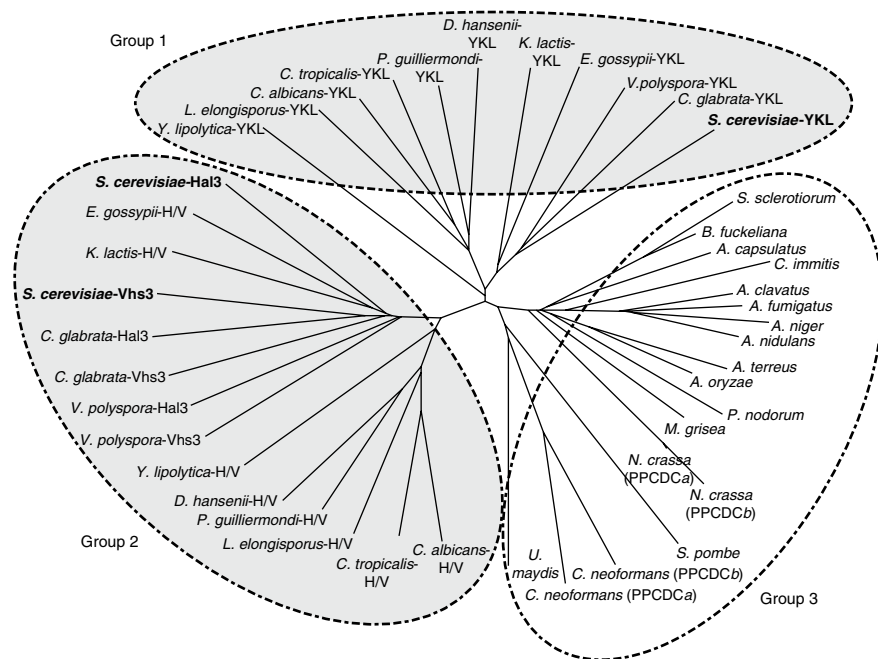 Group 1
D. hansenii-
YKL
K. lactis-
YKL
P. guilliermondi-
YKL
E. gossypii-YKL
C. tropicalis-YKL
V.polyspora-YKL
C. albicans-YKL
C. glabrata-YKL
L. elongisporus-YKL
S. cerevisiae-YKL
Y. lipolytica-YKL
S. cerevisiae-Hal3
E. gossypii-H/V
K. lactis-H/V
S. cerevisiae-Vhs3
C. glabrata-Hal3
C. glabrata-Vhs3
V. polyspora-Hal3
V. polyspora-Vhs3
Y. lipolytica-H/V
D. hansenii-H/V
P. guilliermondi-H/V
L. elongisporus-H/V
C. tropicalis-
H/V
C. albicans-
H/V
Group 2
S. sclerotiorum
B. fuckeliana
A. capsulatus
C. immitis
A. clavatus
A. fumigatus
A. niger
A. nidulans
A. terreus
A. oryzae
P. nodorum
M. grisea
N. crassa
(PPCDCa)
N. crassa
(PPCDCb)
S. pombe
U.
maydis
C. neoformans (PPCDCb)
C. neoformans (PPCDCa)
Group 3